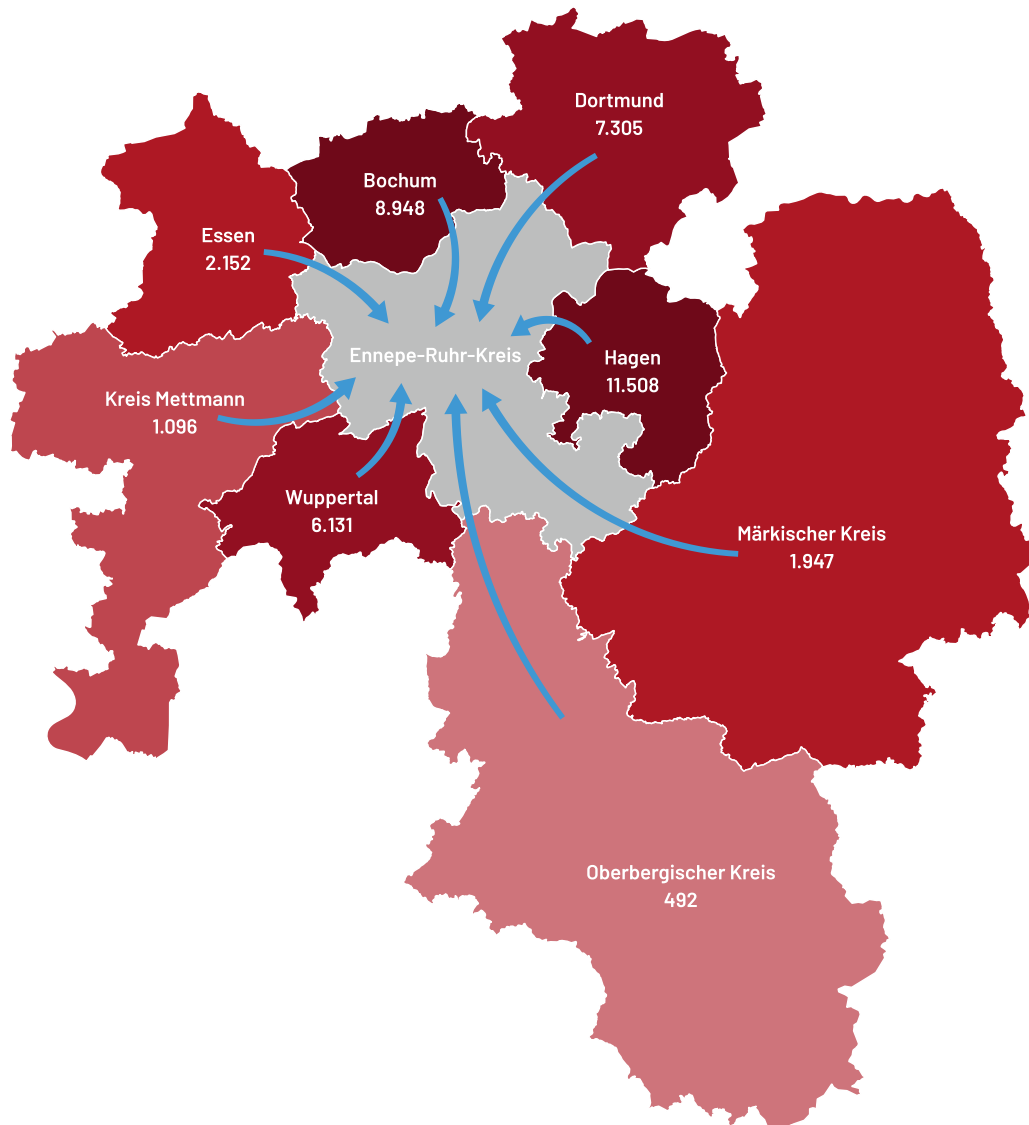 Dortmund
7.305
Bochum
8.948
Essen
2.152
Ennepe-Ruhr-Kreis
Hagen
11.508
Kreis Mettmann
1.096
Wuppertal
6.131
Märkischer Kreis
1.947
Oberbergischer Kreis
492